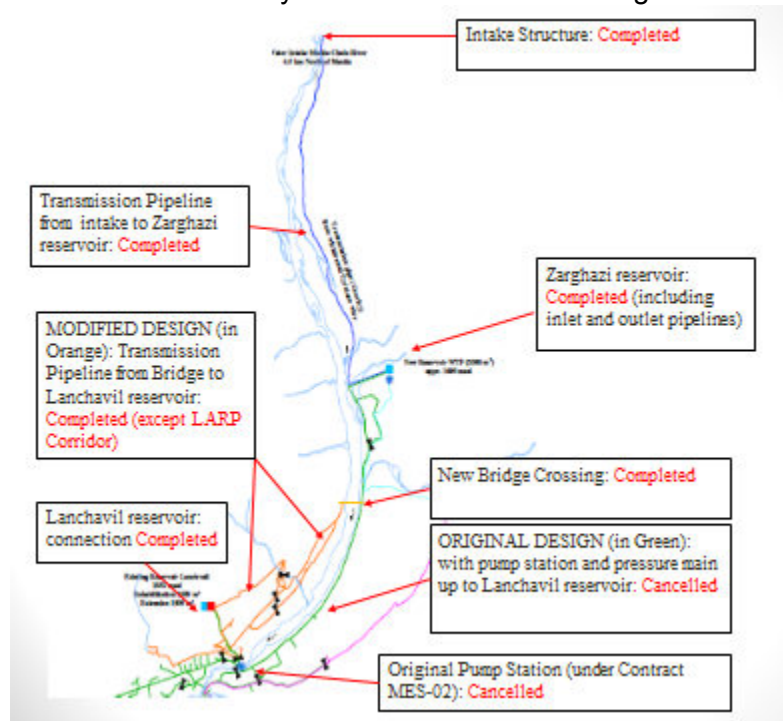 Intake Structure: Completed
Transmission Pipeline
from intake to Zarghazi
reservoir: Completed
Zarghazi reservoir:
Completed (including
inlet and outlet pipelines)
MODIFIED DESIGN (in
Orange): Transmission
Pipeline from Bridge to
Lanchavil reservoir:
Completed (except LARP
Corridor)
New Bridge Crossing: Completed
Lanchavil reservoir:
connection Completed
ORIGINAL DESIGN (in Green):
with pump station and pressure main
up to Lanchavil reservoir: Cancelled
Original Pump Station (under Contract
MES-02): Cancelled